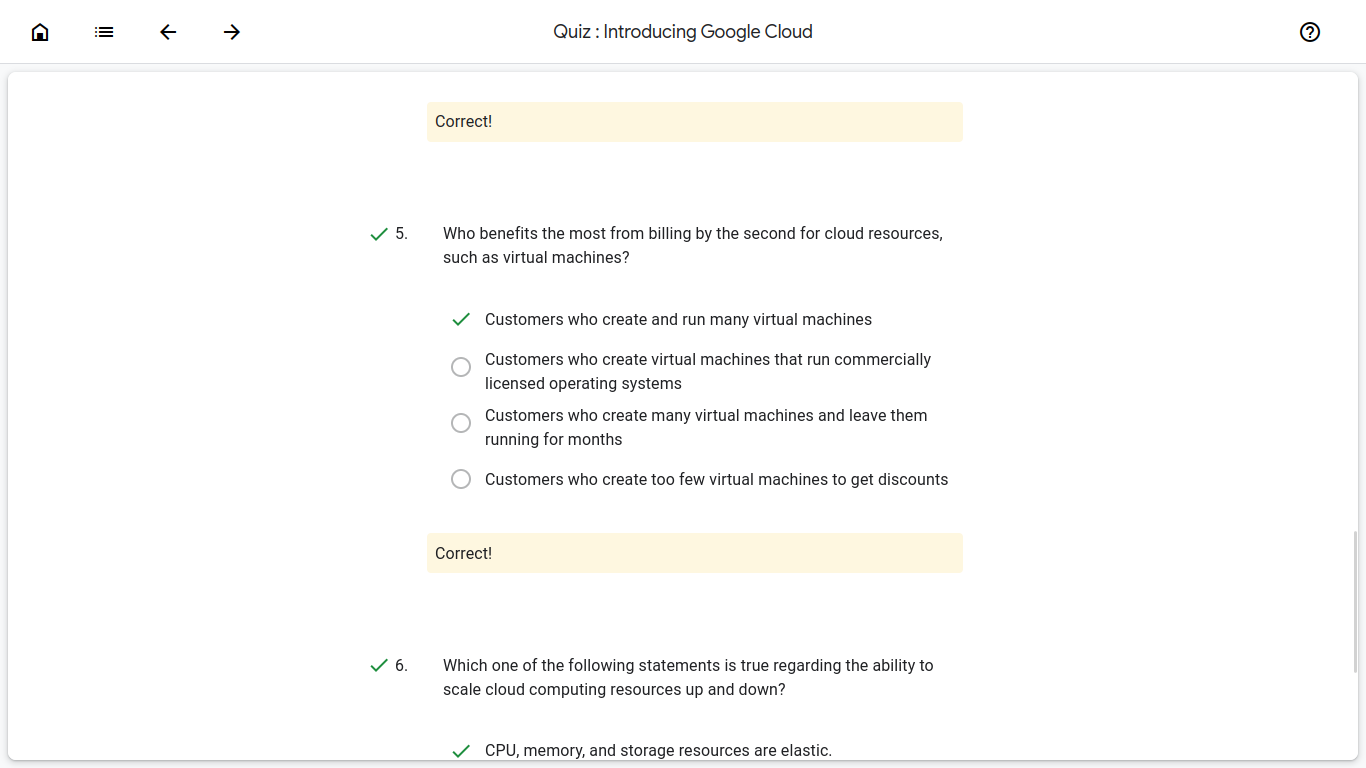 Quiz : Introducing Google Cloud
Correct!
5.
Who benefits the most from billing by the second for cloud resources,
such as virtual machines?
Customers who create and run many virtual machines
Customers who create virtual machines that run commercially
licensed operating systems
Customers who create many virtual machines and leave them
running for months
Customers who create too few virtual machines to get discounts
Correct!
6.
Which one of the following statements is true regarding the ability to
scale cloud computing resources up and down?
CPU, memory, and storage resources are elastic.